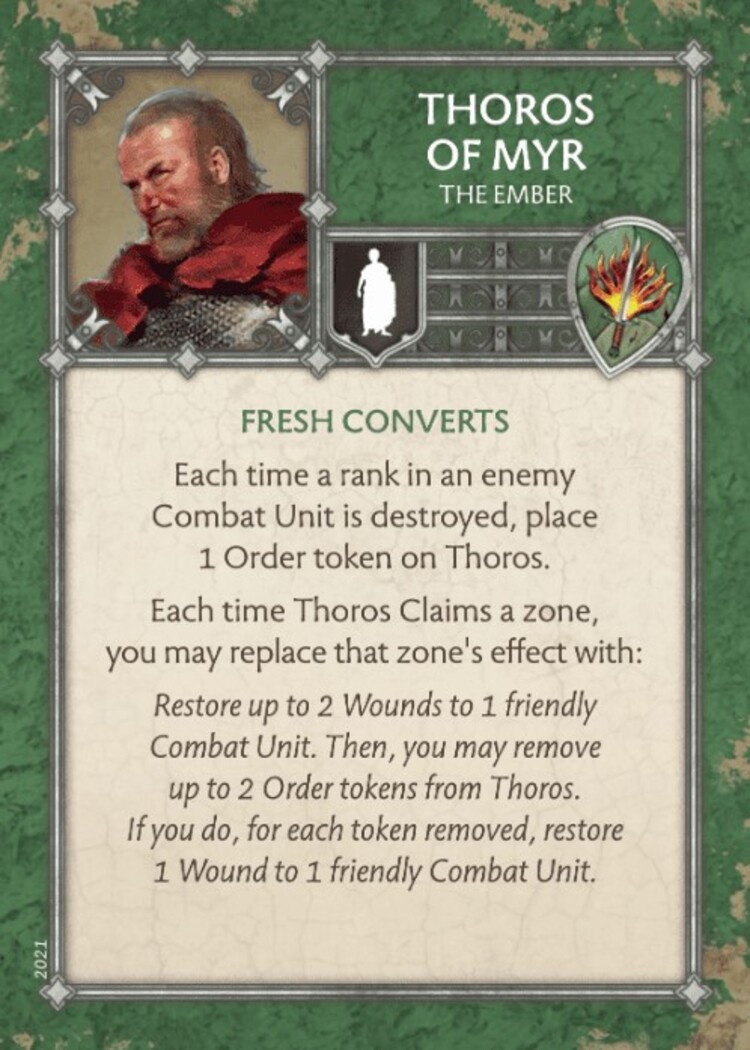 THOROS
OF MYR
THE EMBER
FRESH CONVERTS
Each time a rank in an enemy
Combat Unit is destroyed, place
1 Order token on Thoros.
Each time Thoros Claims a zone,
you may replace that zone's effect with:
Restore up to 2 Wounds to 1 friendly
Combat Unit. Then, you may remove
up to 2 Order tokens from Thoros.
If you do, for each token removed, restore
1 Wound to 1 friendly Combat Unit.
2021